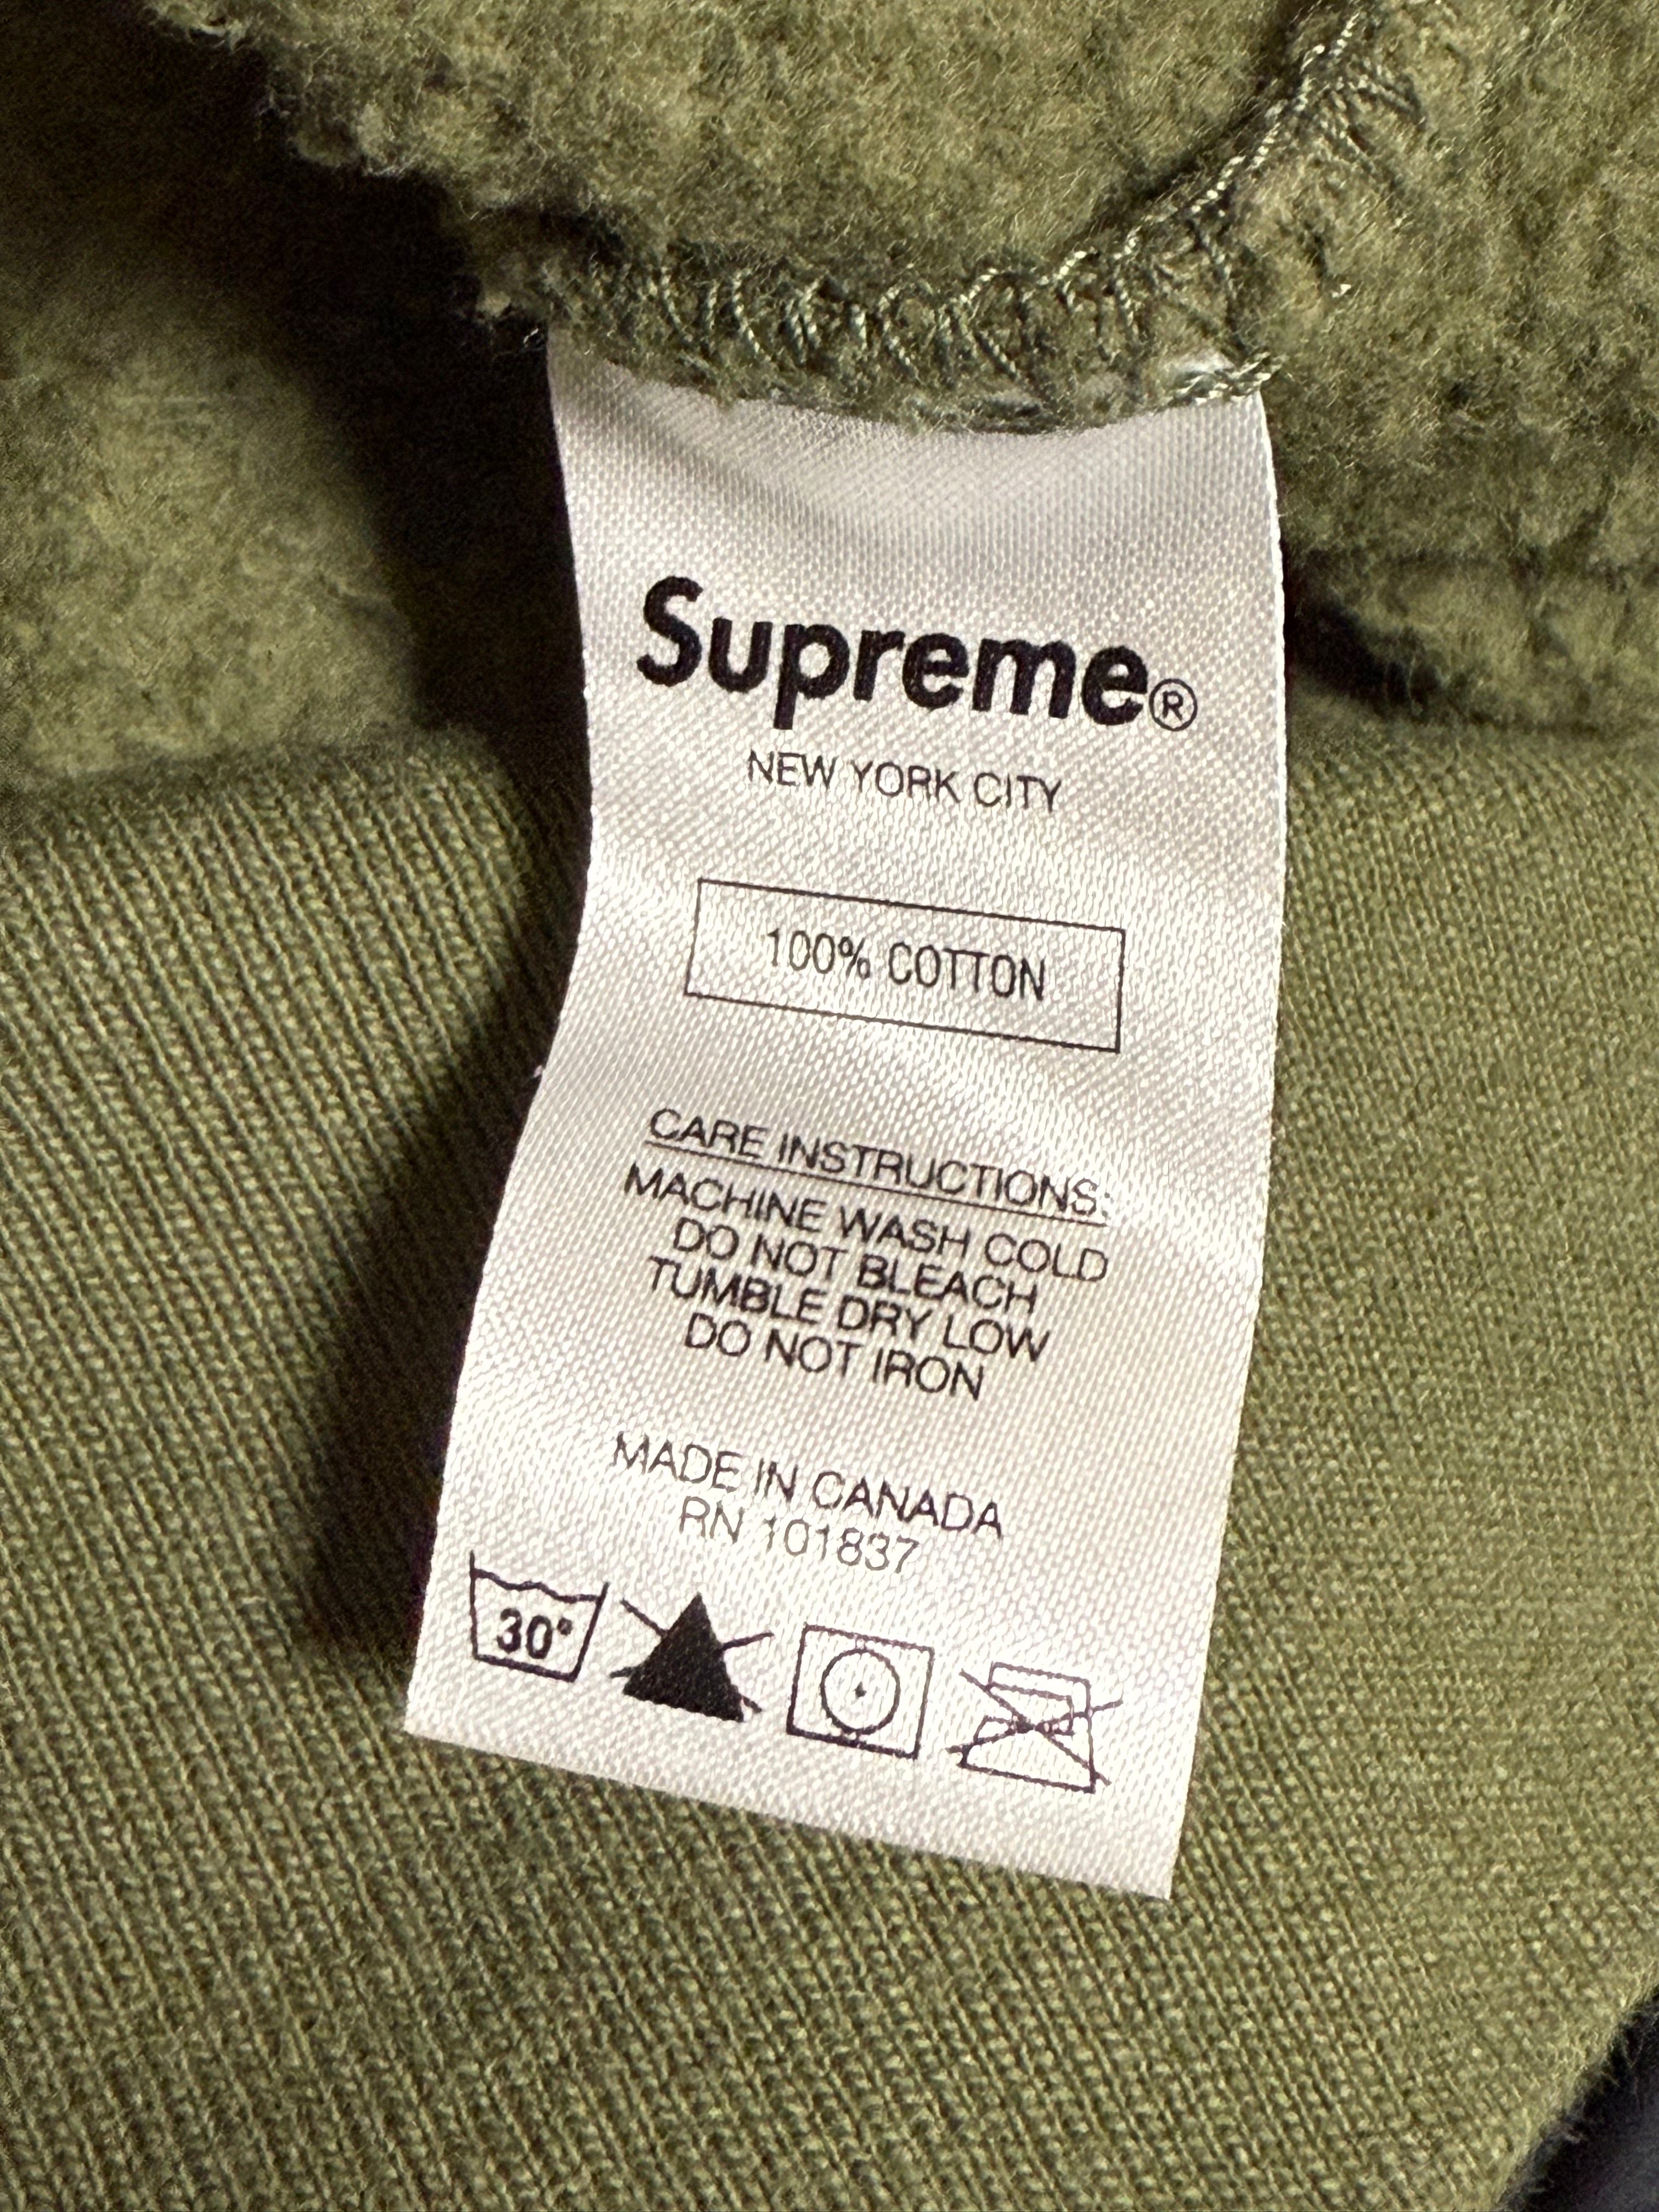 Supreme®
NEW YORK CITY
100% COTTON
CARE INSTRUCTIONS:
MACHINE WASH COLD
DO NOT BLEACH
TUMBLE DRY LOW
DO NOT IRON
MADE IN CANADA
RN 101837
30°